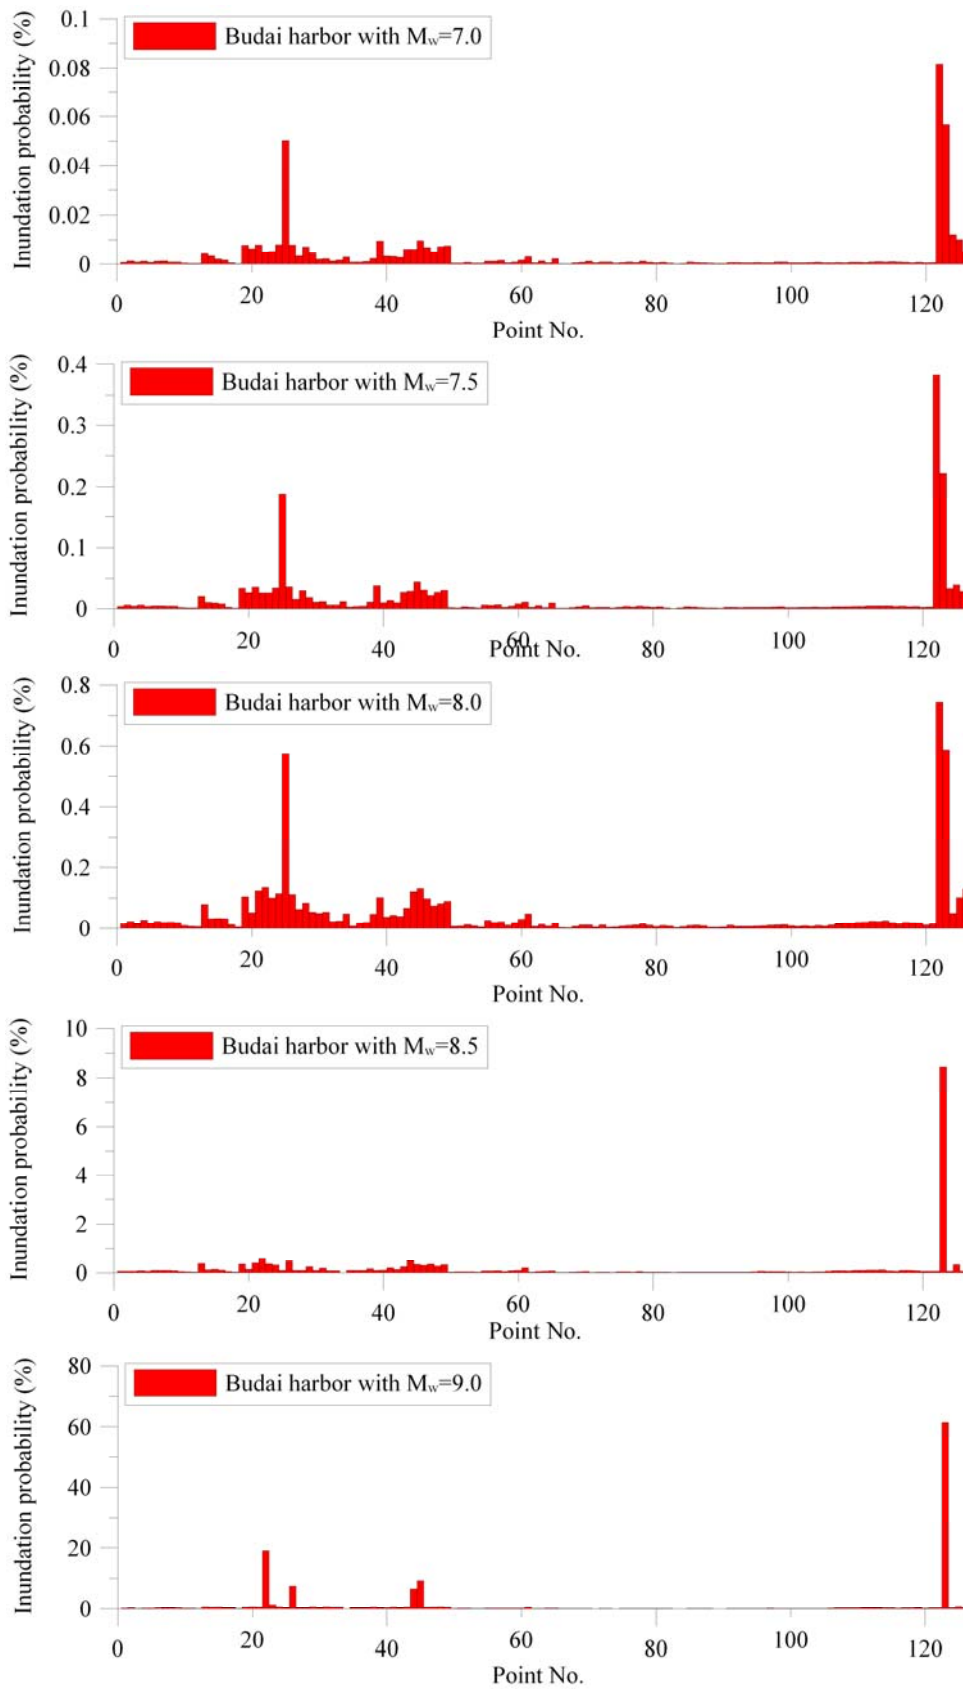 Budai harbor with Mw=7.0
Inundation probability (%)
0.1
0.08
0.06
0.04
0.02
0
0 20 40 60 80 100 120
Point No.
Budai harbor with Mw=7.5
Inundation probability (%)
0.4
0.3
0.2
0.1
0
0 20 40 60 80 100 120
Point No.
Budai harbor with Mw=8.0
Inundation probability (%)
0.8
0.6
0.4
0.2
0
0 20 40 60 80 100 120
Point No.
Budai harbor with Mw=8.5
Inundation probability (%)
10
8
6
4
2
0
0 20 40 60 80 100 120
Point No.
Budai harbor with Mw=9.0
Inundation probability (%)
80
60
40
20
0
0 20 40 60 80 100 120
Point No.